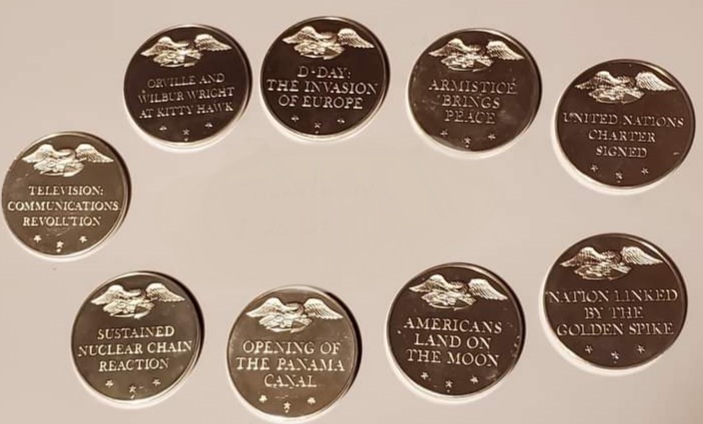 ORVILLE AND
WILBUR WRIGHT
AT KITTY HAWK
D-DAY:
THE INVASION
OF EUROPE
ARMISTICE
BRINGS
PEACE
UNITED NATIONS
CHARTER
SIGNED
TELEVISION:
COMMUNICATIONS
REVOLUTION
SUSTAINED
NUCLEAR CHAIN
REACTION
OPENING OF
THE PANAMA
CANAL
AMERICANS
LAND ON
THE MOON
NATION LINKED
BY THE
GOLDEN SPIKE